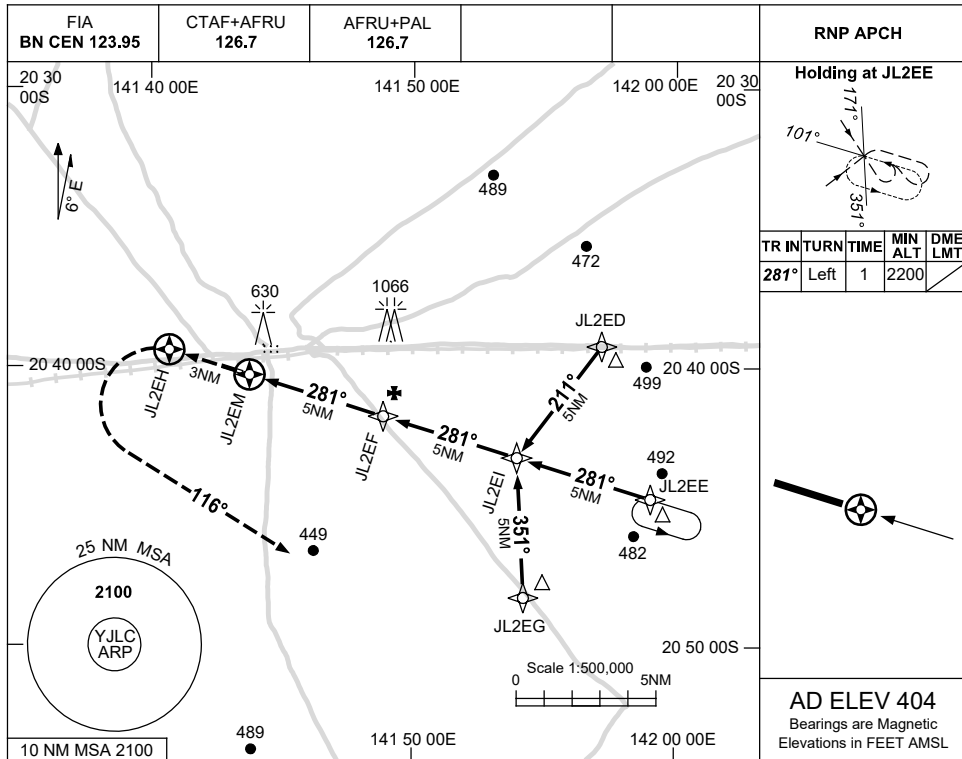 FIA
BN CEN 123.95
CTAF+AFRU
126.7
AFRU+PAL
126.7
RNP APCH
20 30
00S
141 40 00E
141 50 00E
142 00 00E
20 30
00S
Holding at JL2EE
171°
101°
351°
TR IN TURN TIME MIN ALT DME LMT
281° Left 1 2200
6° E
489
472
630
1066
JL2ED
20 40 00S
20 40 00S
499
JL2EH
3NM
JL2EM
281°
5NM
JL2EF
281°
5NM
211°
5NM
JL2EI
281°
5NM
492
JL2EE
482
351°
5NM
JL2EG
116°
449
25 NM MSA
2100
YJLC
ARP
20 50 00S
Scale 1:500,000
0 5NM
489
10 NM MSA 2100
141 50 00E
142 00 00E
AD ELEV 404
Bearings are Magnetic
Elevations in FEET AMSL